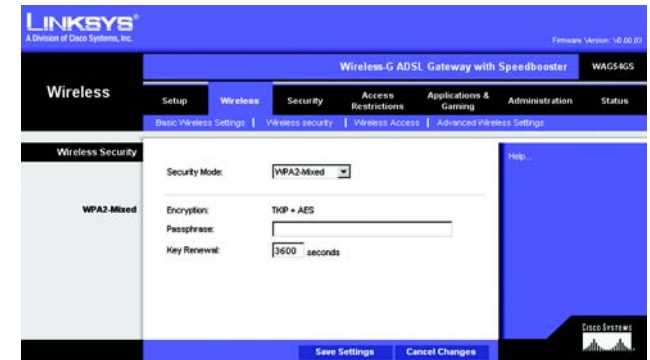 LINKSYS®
A Division of Cisco Systems, Inc.
Firmware Version: V0.00.03
Wireless-G ADSL Gateway with Speedbooster WAG54GS
Wireless
Setup Wireless Security Access Restrictions Applications & Gaming Administration Status
Basic Wireless Settings | Wireless security | Wireless Access | Advanced Wireless Settings
Wireless Security
Help...
Security Mode: WPA2-Mixed
WPA2-Mixed
Encryption: TKIP + AES
Passphrase:
Key Renewal: 3600 seconds
CISCO SYSTEMS
Save Settings Cancel Changes